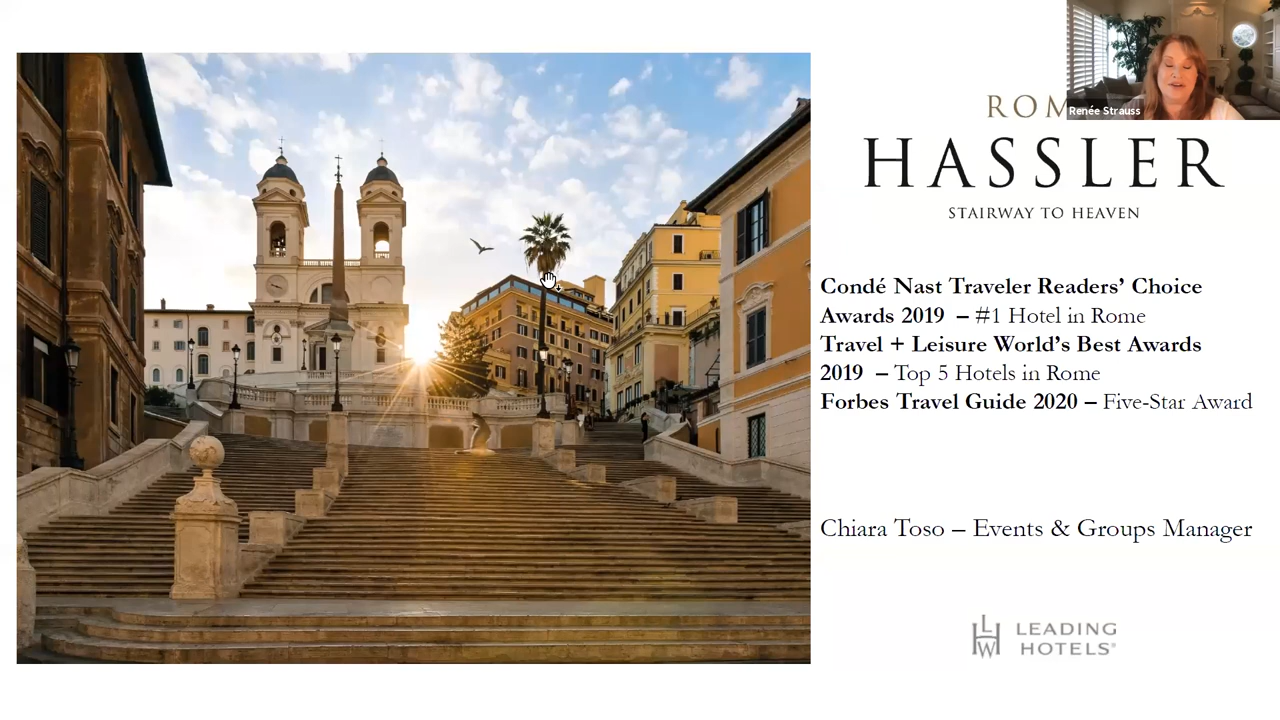 Renée Strauss
ROM
HASSLER
STAIRWAY TO HEAVEN
Condé Nast Traveler Readers’ Choice
Awards 2019 – #1 Hotel in Rome
Travel + Leisure World’s Best Awards
2019 – Top 5 Hotels in Rome
Forbes Travel Guide 2020 – Five-Star Award
Chiara Toso – Events & Groups Manager
LHW LEADING
HOTELS®